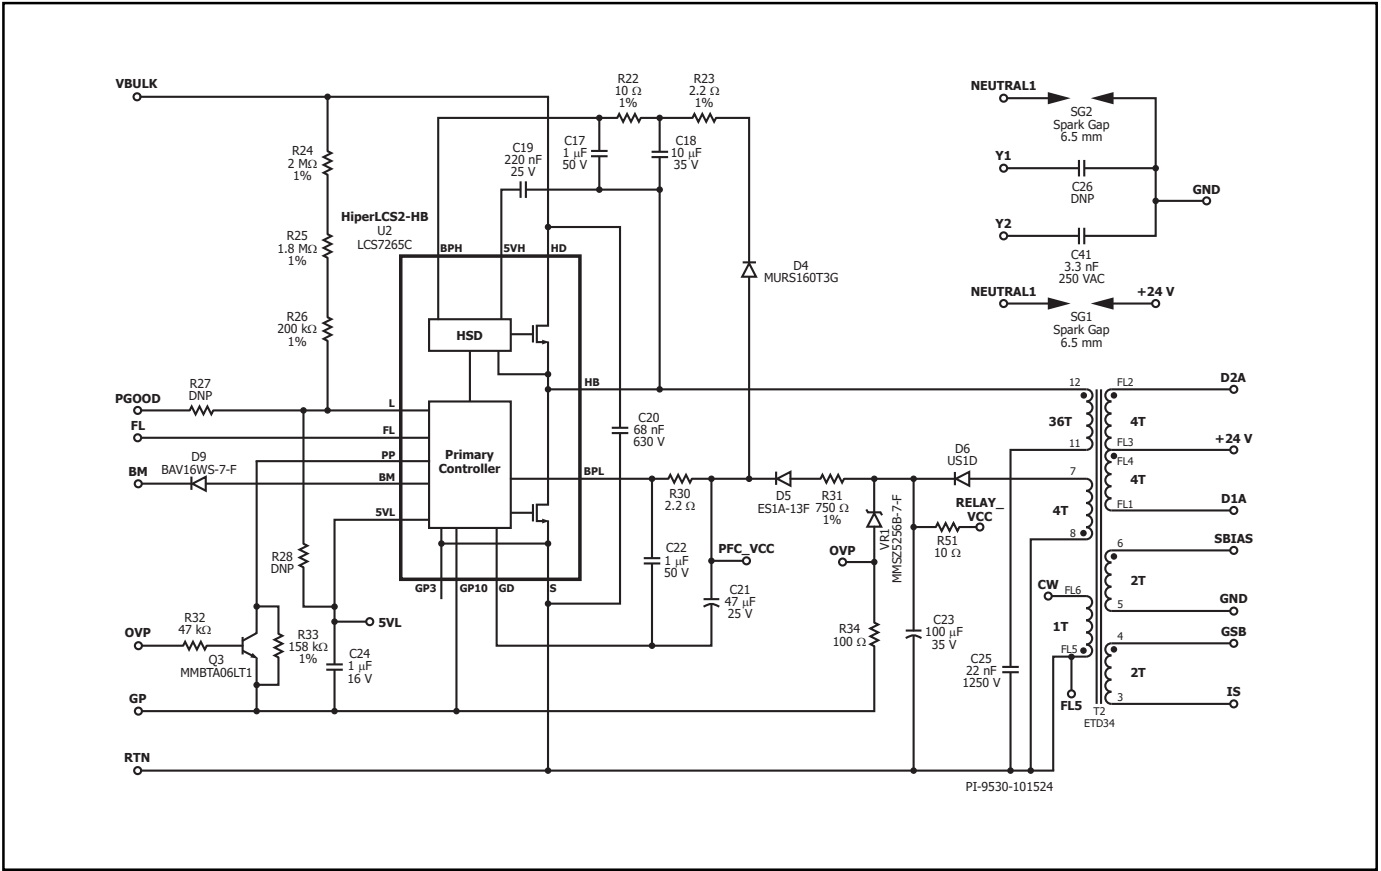 VBULK
R24
2 MΩ
1%
R25
1.8 MΩ
1%
R26
200 kΩ
1%
R27
DNP
PGOOD
FL
BM
D9
BAV16WS-7-F
R28
DNP
OVP
R32
47 kΩ
Q3
MMBTA06LT1
R33
158 kΩ
1%
5VL
C24
1 µF
16 V
GP
RTN
HiperLCS2-HB
U2
LCS7265C
BPH
5VH
HD
HSD
HB
L
FL
PP
BM
5VL
Primary
Controller
BPL
GP3
GP10
GD
S
C19
220 nF
25 V
C17
1 µF
50 V
R22
10 Ω
1%
C18
10 µF
35 V
R23
2.2 Ω
1%
D4
MURS160T3G
C20
68 nF
630 V
R30
2.2 Ω
C22
1 µF
50 V
PFC_VCC
C21
47 µF
25 V
D5
ES1A-13F
R31
750 Ω
1%
OVP
VR1
MMSZ5256B-7-F
R34
100 Ω
D6
US1D
RELAY_
VCC
R51
10 Ω
C23
100 µF
35 V
C25
22 nF
1250 V
NEUTRAL1
SG2
Spark Gap
6.5 mm
Y1
C26
DNP
GND
Y2
C41
3.3 nF
250 VAC
NEUTRAL1
+24 V
SG1
Spark Gap
6.5 mm
12
36T
11
7
4T
8
CW
FL6
1T
FL5
FL5
T2
ETD34
FL2
D2A
4T
FL3
+24 V
FL4
4T
FL1
D1A
6
SBIAS
2T
5
GND
4
GSB
2T
3
IS
PI-9530-101524